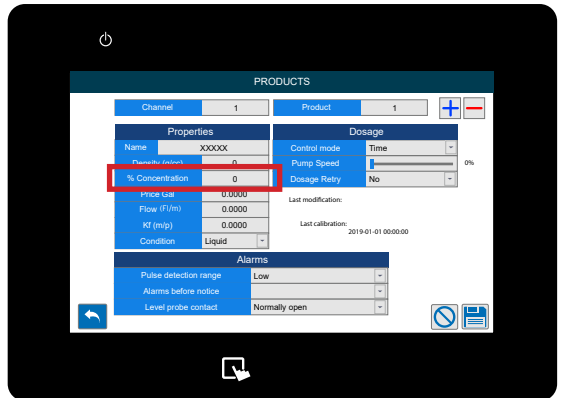 PRODUCTS
Channel 1 Product 1
Properties
Name XXXXX
Density (g/cc) 0
% Concentration 0
Price Gal 0.0000
Flow (Fl/m) 0.0000
Kf (m/p) 0.0000
Condition Liquid
Dosage
Control mode Time
Pump Speed 0%
Dosage Retry No
Last modification:
Last calibration:
2019-01-01 00:00:00
Alarms
Pulse detection range Low
Alarms before notice
Level probe contact Normally open